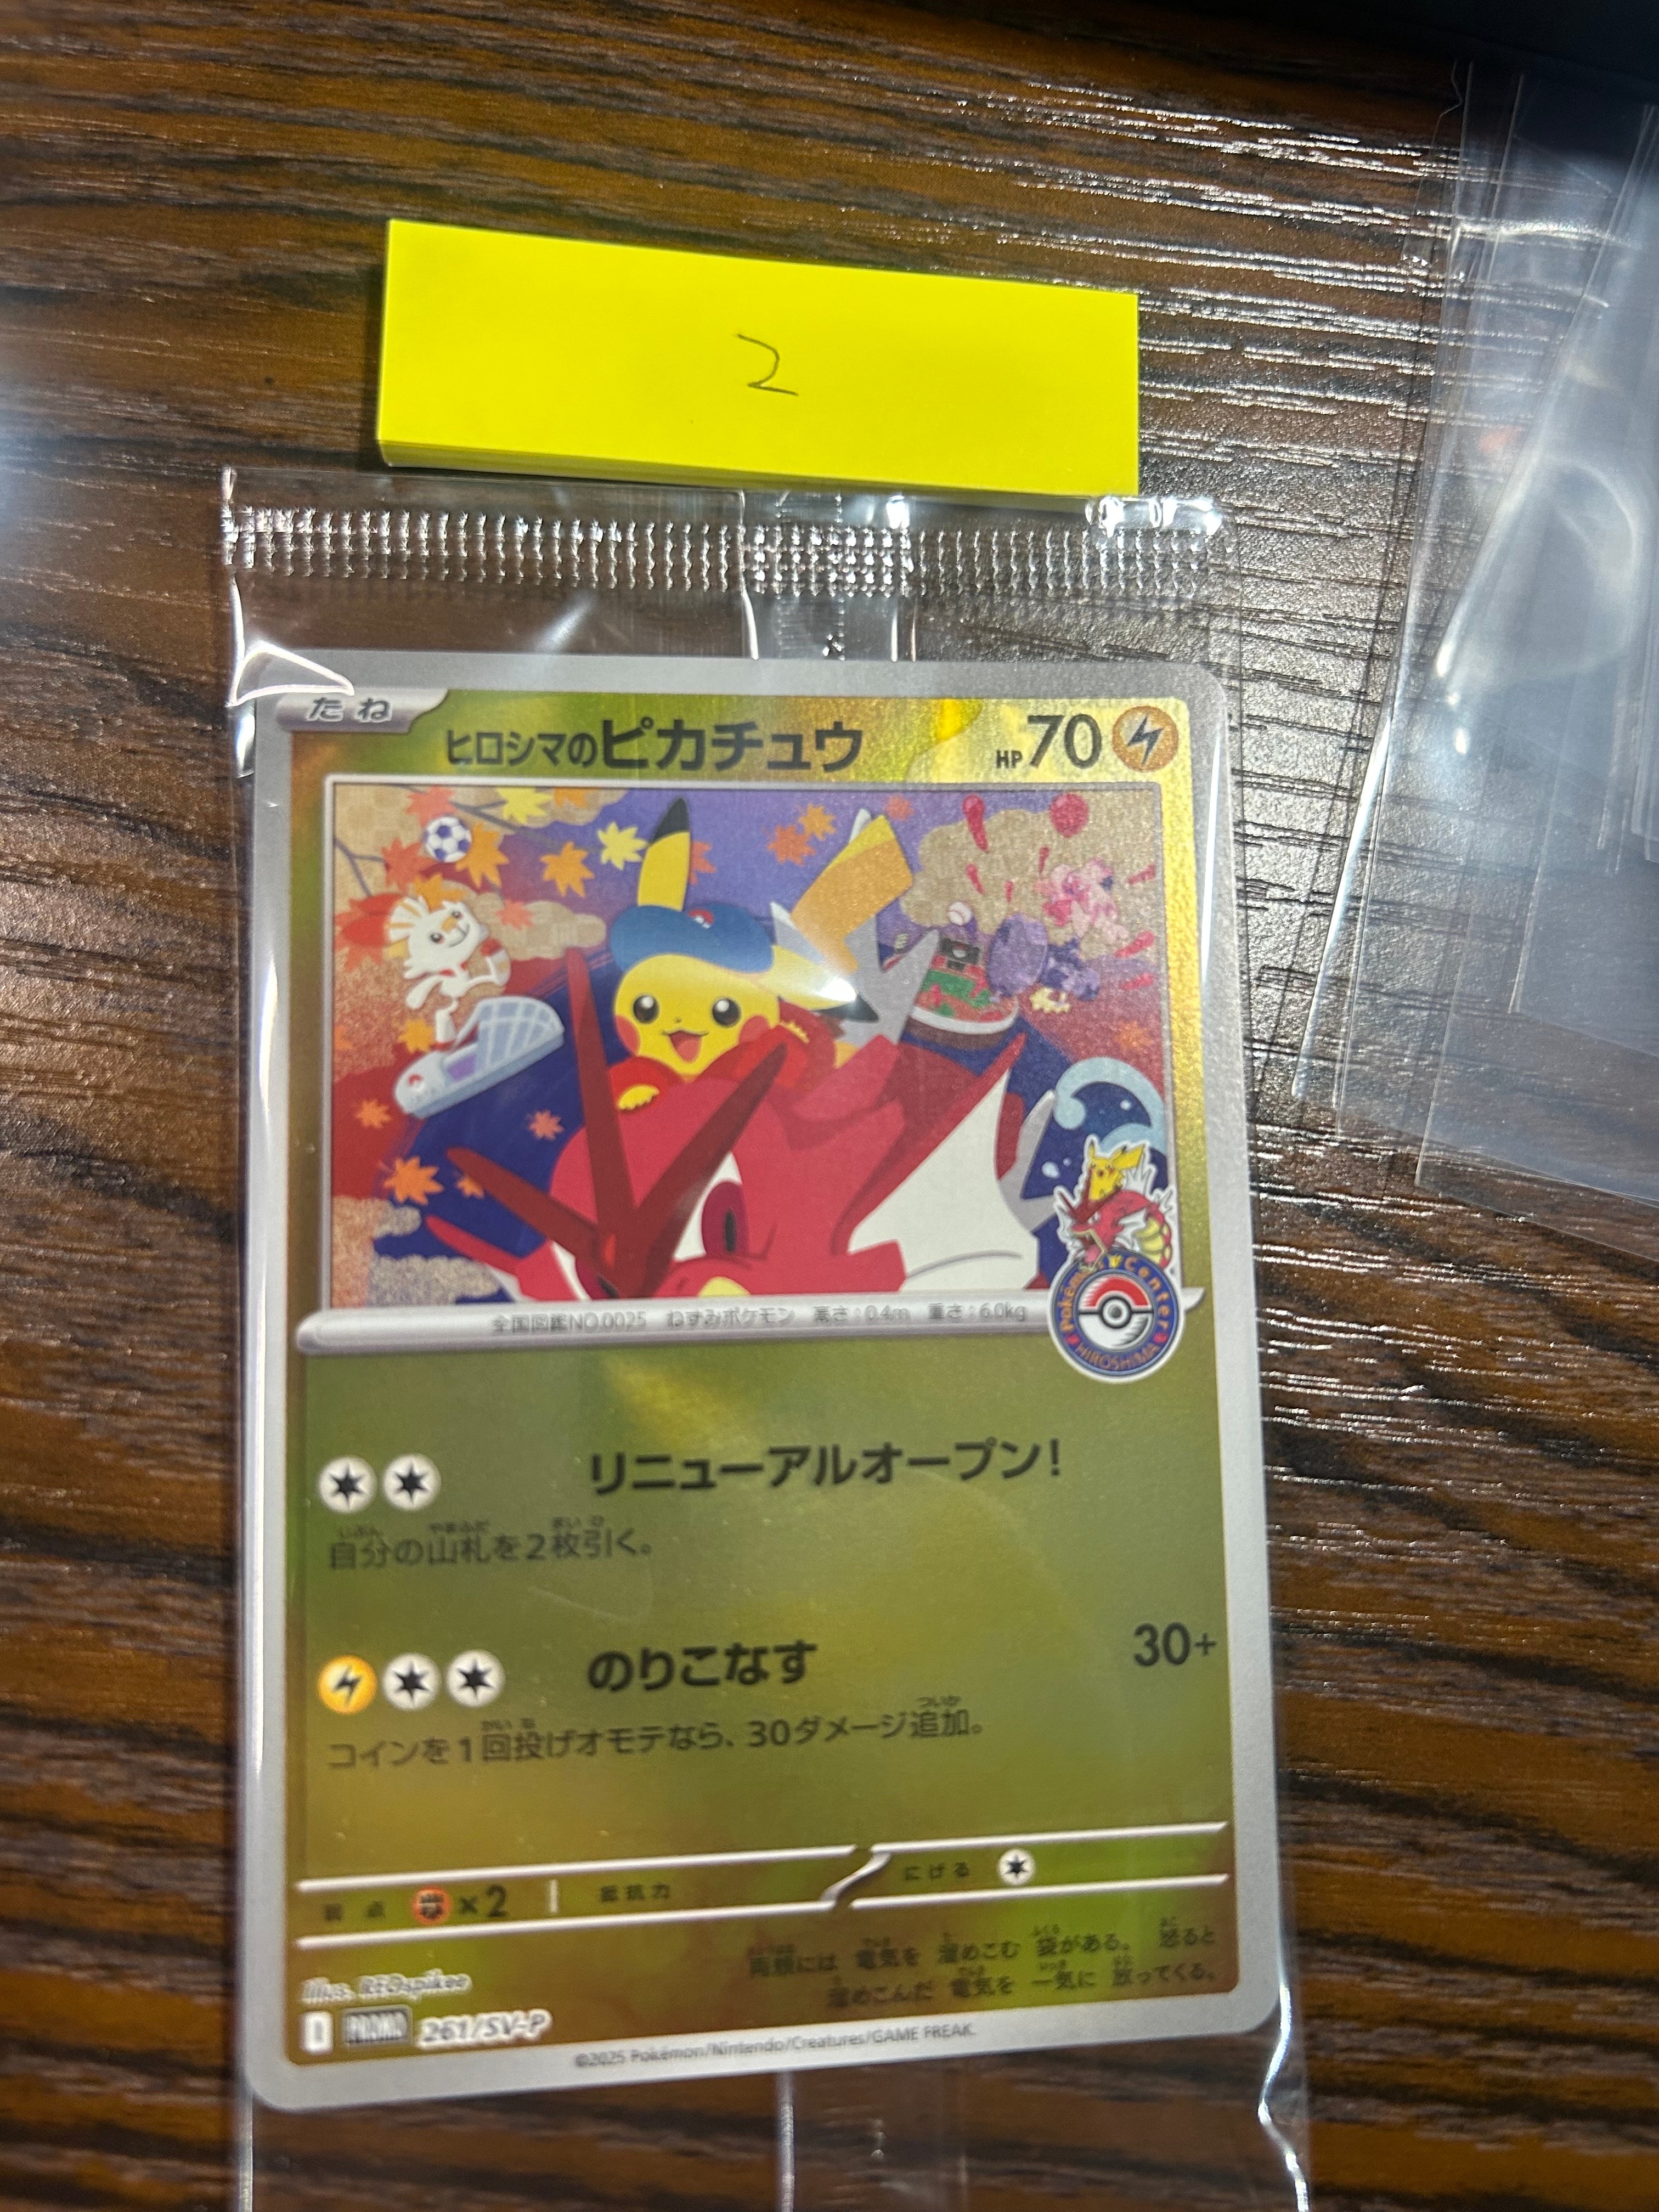 2
たね
ヒロシマのピカチュウ HP70
全国図鑑NO.0025 ねずみポケモン 高さ：0.4m 重さ：6.0kg
Pokémon Center
HIROSHIMA
リニューアルオープン！
自分の山札を2枚引く。
のりこなす 30+
コインを1回投げオモテなら、30ダメージ追加。
弱点 ×2 抵抗力 にげる
両頬には 電気を 溜めこむ 袋がある。 怒ると
溜めこんだ 電気を 一気に 放ってくる。
Illus.
I PROMO 261/SV-P
©2025 Pokémon/Nintendo/Creatures/GAME FREAK.